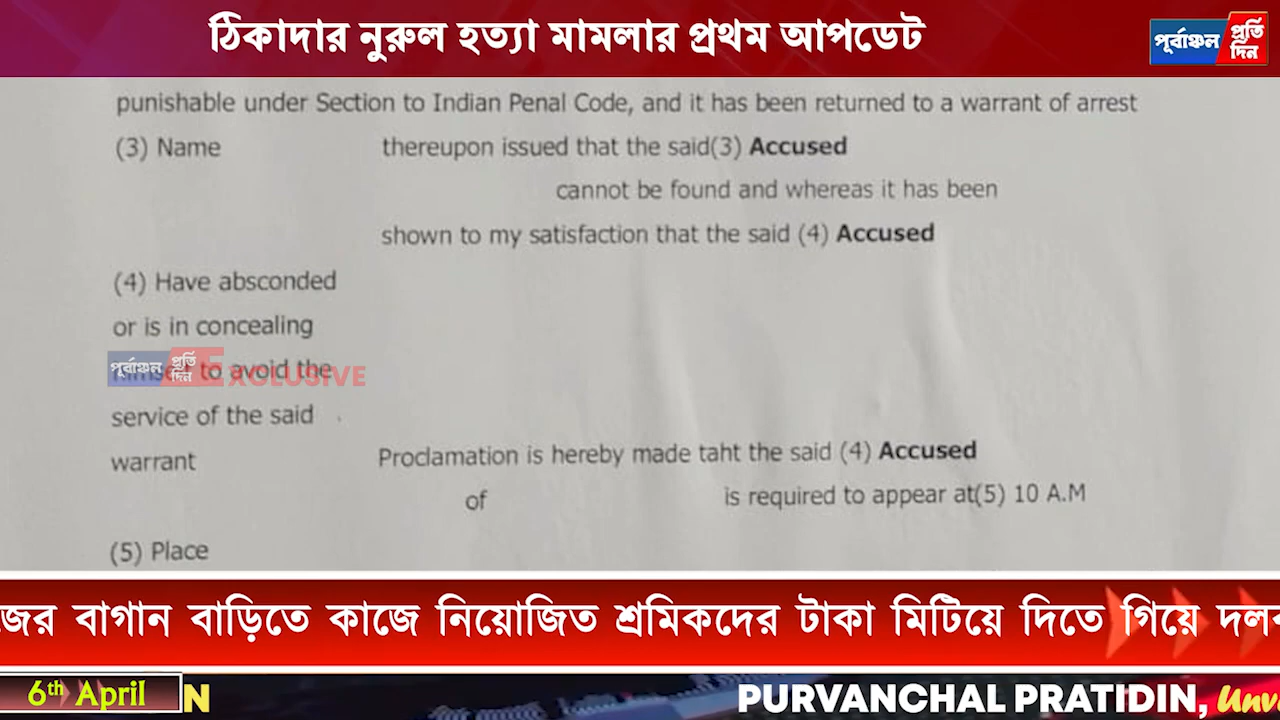 ঠিকাদার নুরুল হত্যা মামলার প্রথম আপডেট
পূর্বাঞ্চল প্রতি দিন
punishable under Section to Indian Penal Code, and it has been returned to a warrant of arrest
(3) Name thereupon issued that the said(3) Accused
cannot be found and whereas it has been
shown to my satisfaction that the said (4) Accused
(4) Have absconded
or is in concealing
পূর্বাঞ্চল প্রতি দিন EXCLUSIVE
to avoid the
service of the said
warrant Proclamation is hereby made taht the said (4) Accused
of is required to appear at(5) 10 A.M
(5) Place
জের বাগান বাড়িতে কাজে নিয়োজিত শ্রমিকদের টাকা মিটিয়ে দিতে গিয়ে
6th April N PURVANCHAL PRATIDIN, Unv